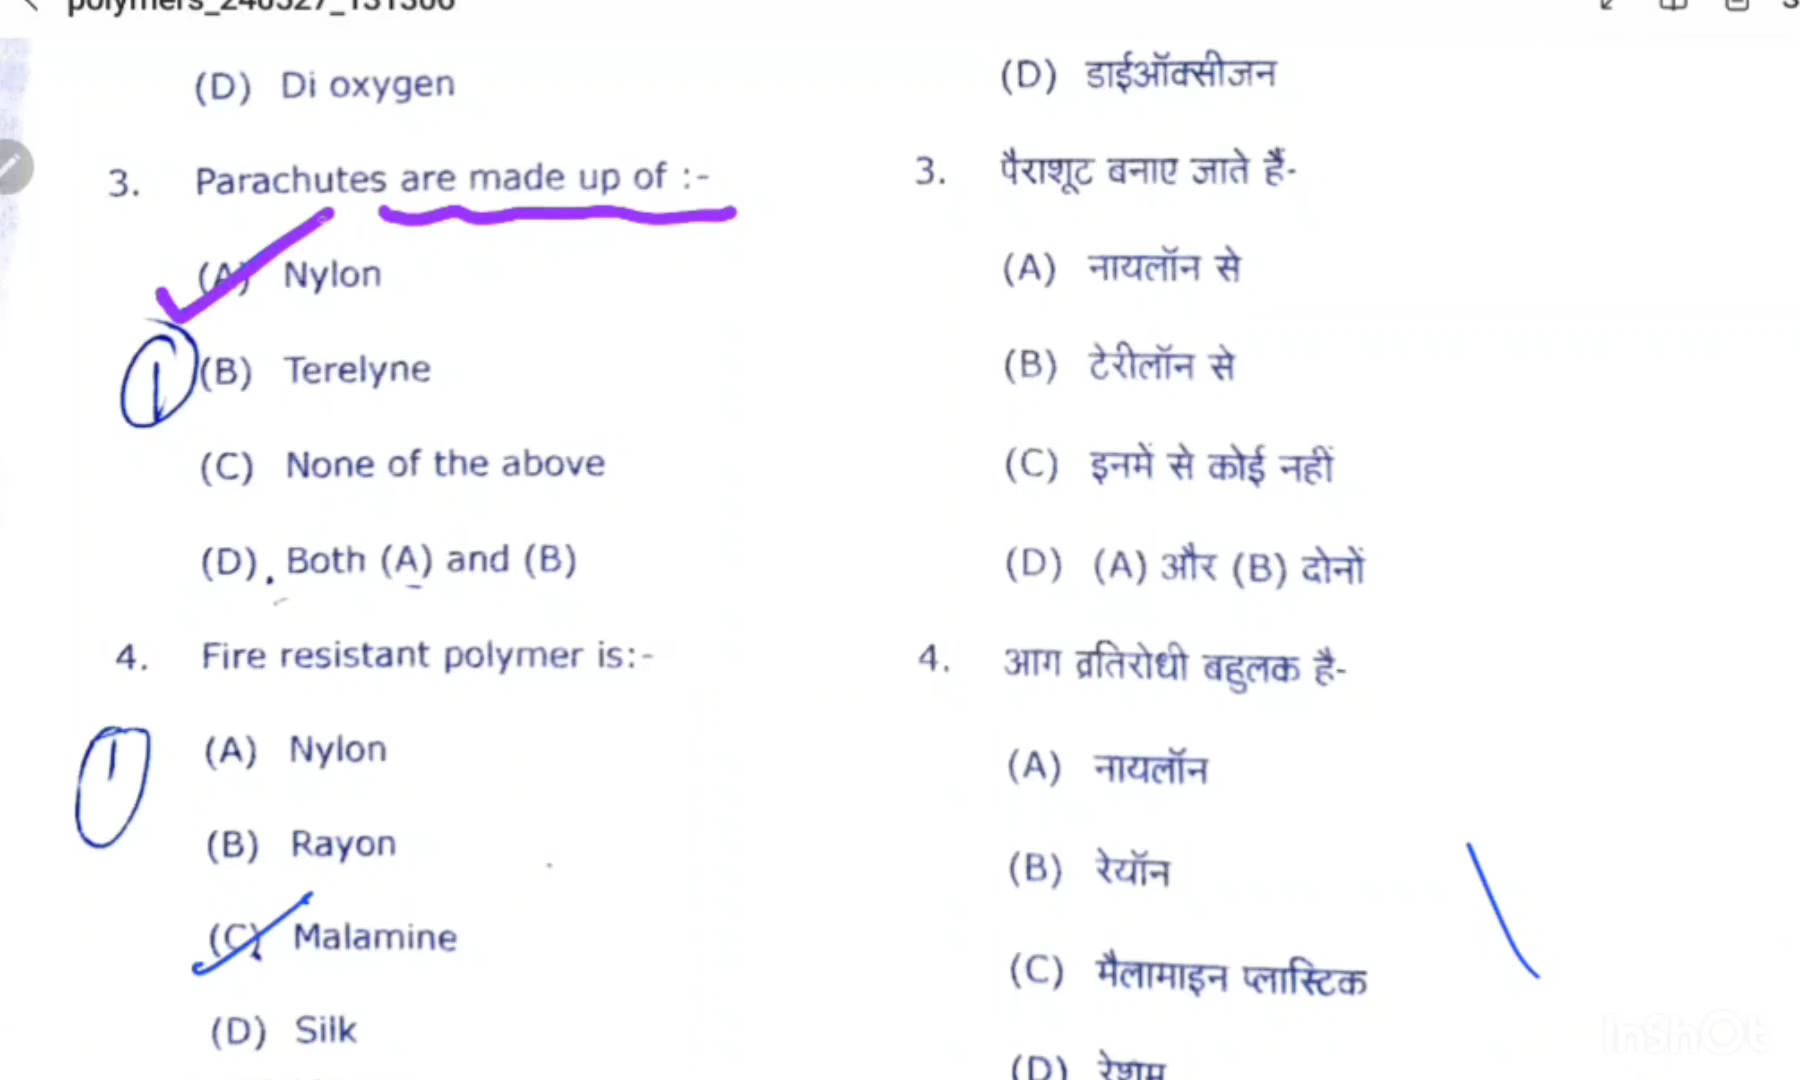 (D) Di oxygen
3. Parachutes are made up of :-
(A) Nylon
(B) Terelyne
(C) None of the above
(D) Both (A) and (B)
4. Fire resistant polymer is:-
(A) Nylon
(B) Rayon
(C) Malamine
(D) Silk
(D) डाईऑक्सीजन
3. पैराशूट बनाए जाते हैं-
(A) नायलॉन से
(B) टेरीलॉन से
(C) इनमें से कोई नहीं
(D) (A) और (B) दोनों
4. आग प्रतिरोधी बहुलक है-
(A) नायलॉन
(B) रेयॉन
(C) मैलामाइन प्लास्टिक
(D) रेशम
InShOt